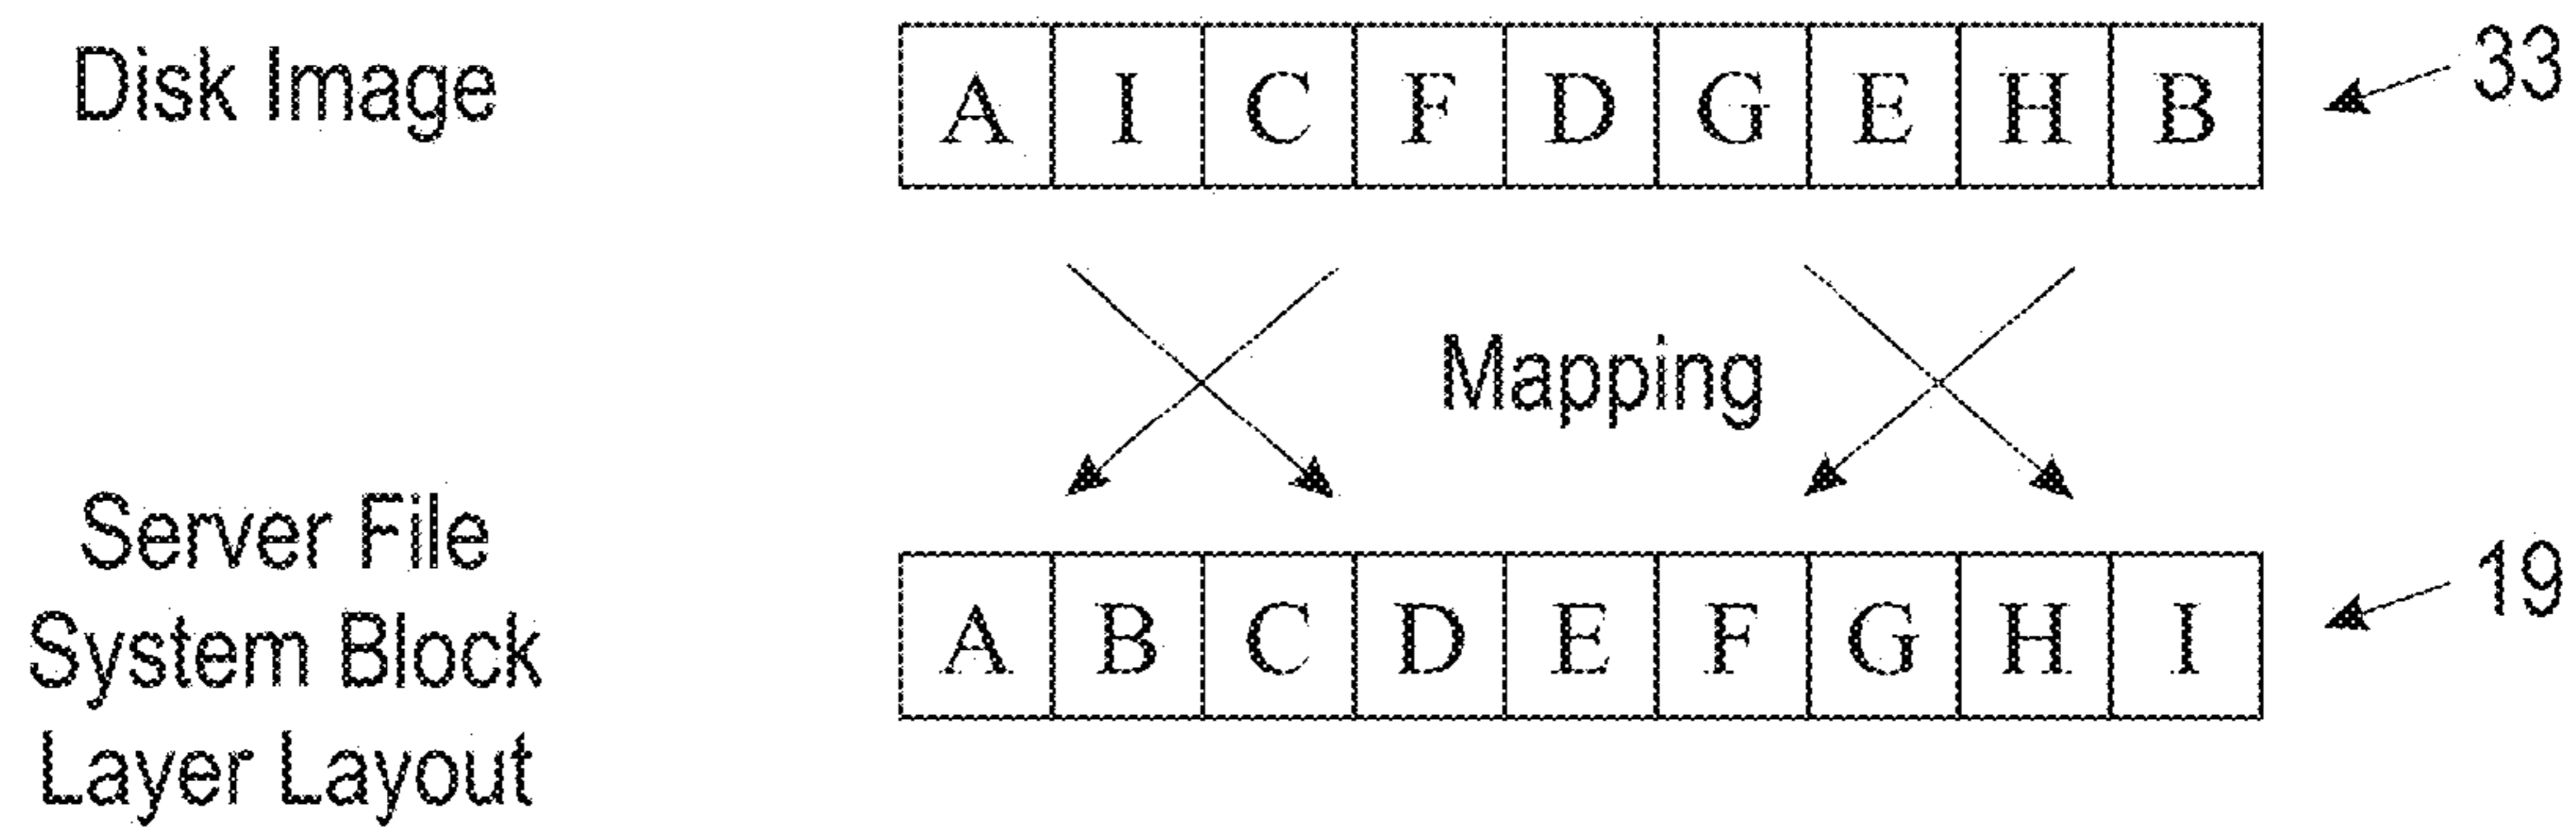 Disk Image
A I C F D G E H B
33
Mapping
Server File
System Block
Layer Layout
A B C D E F G H I
19